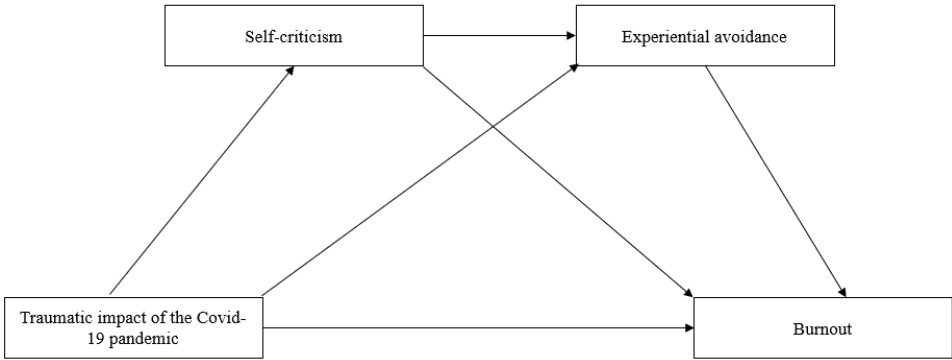 Self-criticism
Experiential avoidance
Traumatic impact of the Covid-
19 pandemic
Burnout